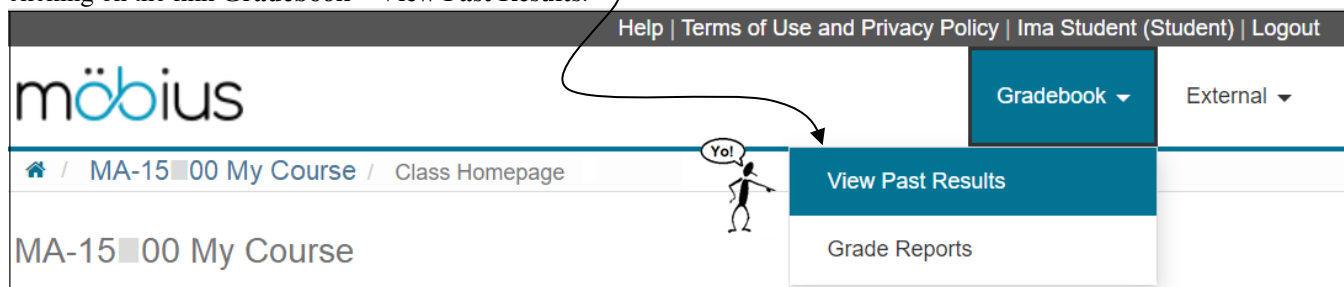 Help | Terms of Use and Privacy Policy | Ima Student (Student) | Logout
möbius
Gradebook
External
/ MA-15 00 My Course / Class Homepage
Yo!
View Past Results
MA-15 00 My Course
Grade Reports